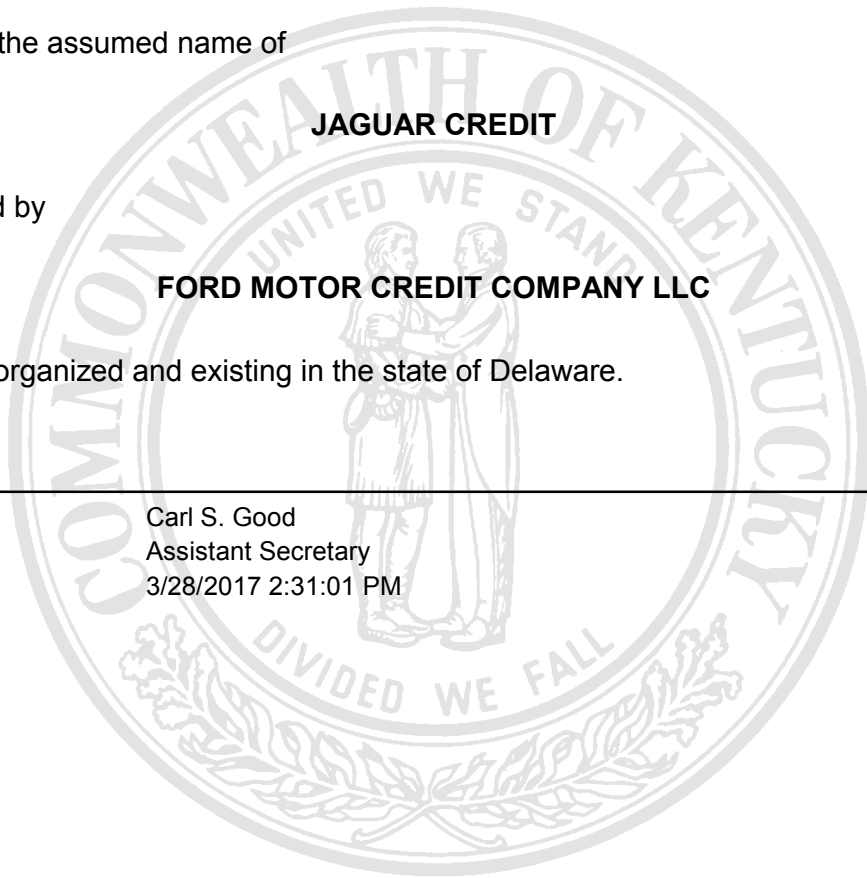 the assumed name of
JAGUAR CREDIT
d by
FORD MOTOR CREDIT COMPANY LLC
organized and existing in the state of Delaware.
Carl S. Good
Assistant Secretary
3/28/2017 2:31:01 PM
COMMONWEALTH OF KENTUCKY
UNITED WE STAND
DIVIDED WE FALL